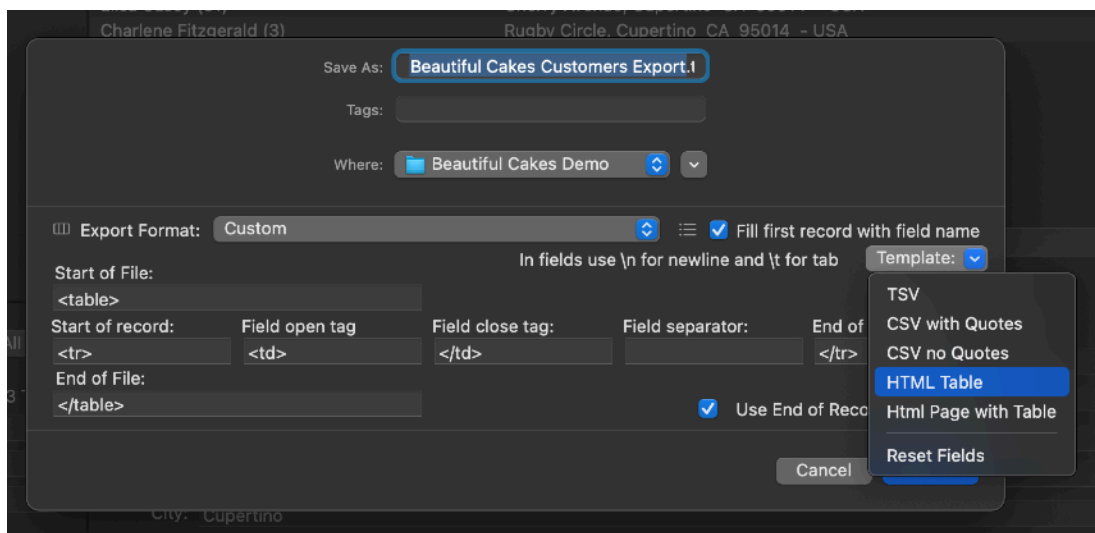 Charlene Fitzgerald (3)
Rugby Circle, Cupertino CA 95014 - USA
Save As: Beautiful Cakes Customers Export.t
Tags:
Where: Beautiful Cakes Demo
Export Format: Custom
Fill first record with field name
In fields use \n for newline and \t for tab
Template:
Start of File:
<table>
Start of record: Field open tag Field close tag: Field separator: End of
<tr> <td> </td> </tr>
End of File:
</table>
Use End of Reco
TSV
CSV with Quotes
CSV no Quotes
HTML Table
Html Page with Table
Reset Fields
Cancel
City: Cupertino